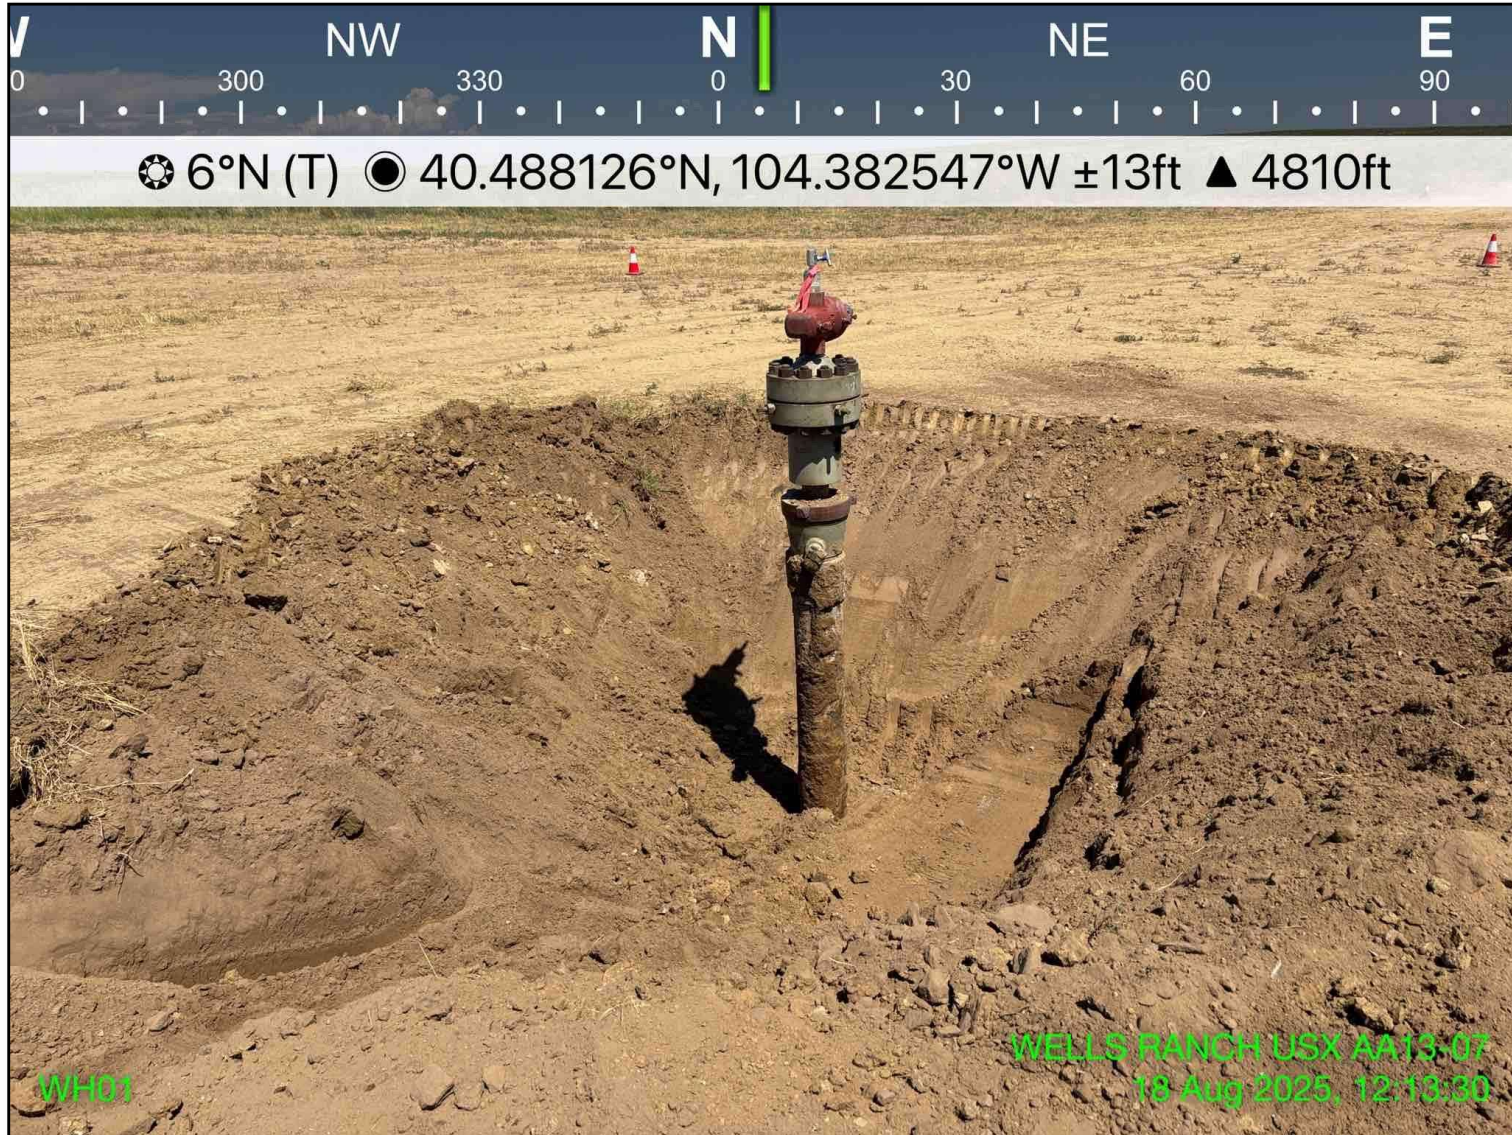 W NW N NE E
0 300 330 0 30 60 90
6°N (T) 40.488126°N, 104.382547°W ±13ft ▲ 4810ft
WELLS RANCH USX AA13-07
WH01
18 Aug 2025, 12:13:30